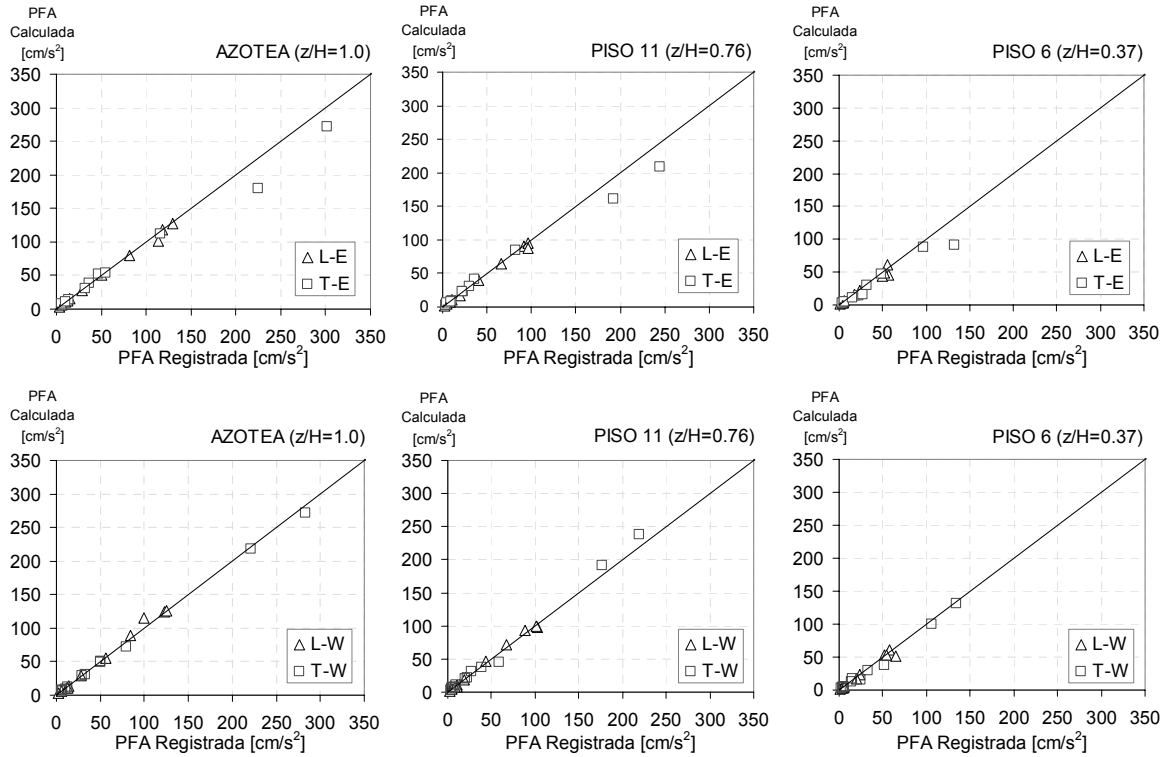 PFA
Calculada
[cm/s²]
AZOTEA (z/H=1.0)
350
300
250
200
150
100
50
0
0 50 100 150 200 250 300 350
PFA Registrada [cm/s²]
L-E
T-E
PFA
Calculada
[cm/s²]
PISO 11 (z/H=0.76)
350
300
250
200
150
100
50
0
0 50 100 150 200 250 300 350
PFA Registrada [cm/s²]
L-E
T-E
PFA
Calculada
[cm/s²]
PISO 6 (z/H=0.37)
350
300
250
200
150
100
50
0
0 50 100 150 200 250 300 350
PFA Registrada [cm/s²]
L-E
T-E
PFA
Calculada
[cm/s²]
AZOTEA (z/H=1.0)
350
300
250
200
150
100
50
0
0 50 100 150 200 250 300 350
PFA Registrada [cm/s²]
L-W
T-W
PFA
Calculada
[cm/s²]
PISO 11 (z/H=0.76)
350
300
250
200
150
100
50
0
0 50 100 150 200 250 300 350
PFA Registrada [cm/s²]
L-W
T-W
PFA
Calculada
[cm/s²]
PISO 6 (z/H=0.37)
350
300
250
200
150
100
50
0
0 50 100 150 200 250 300 350
PFA Registrada [cm/s²]
L-W
T-W